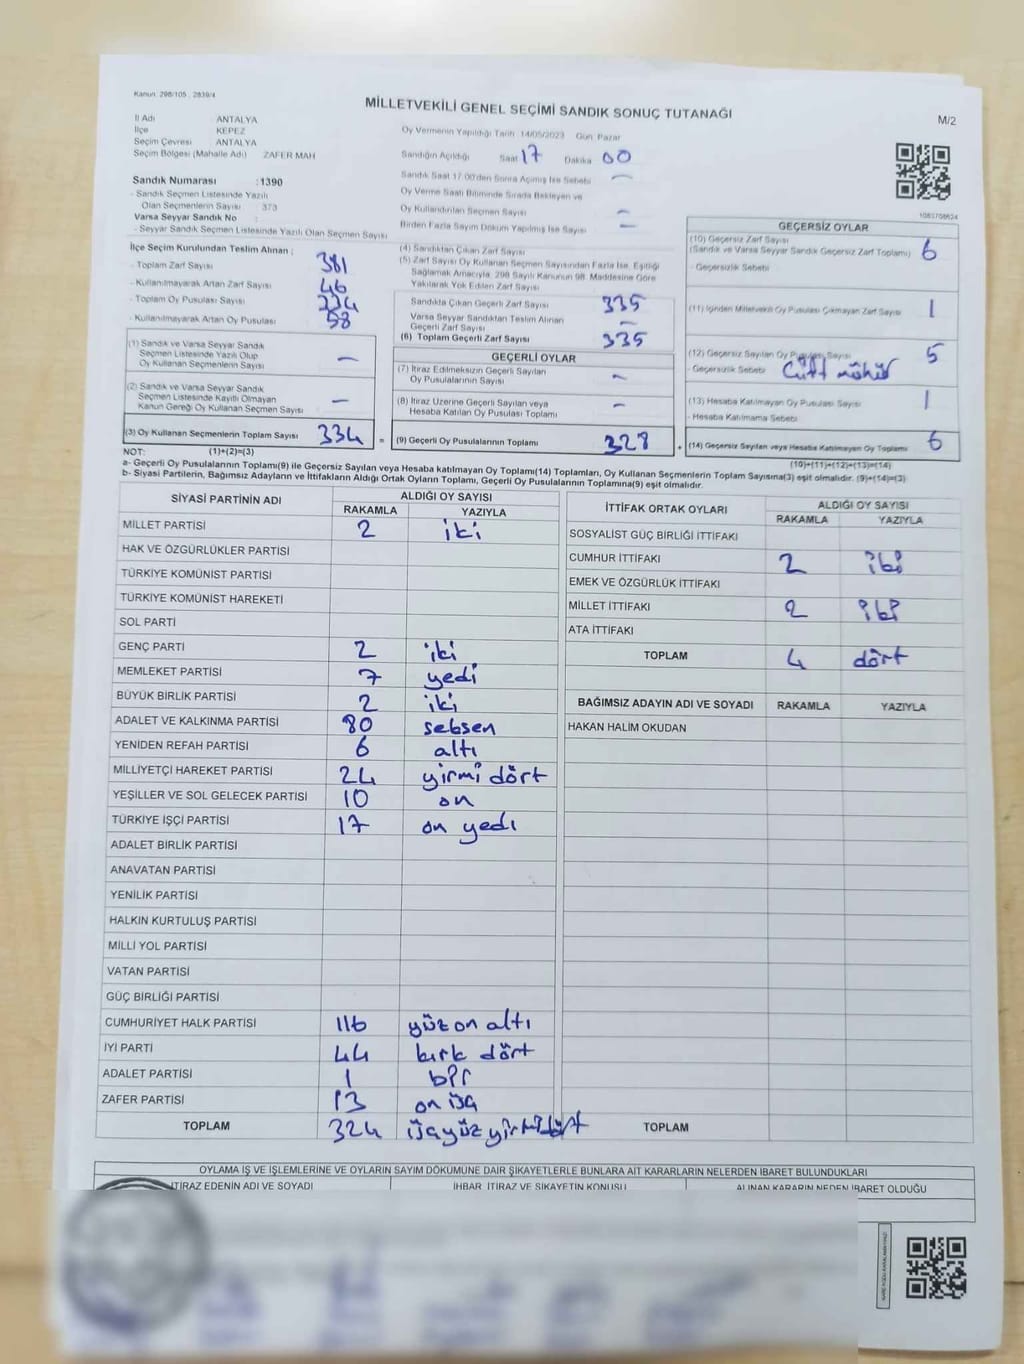 Kanun: 298/105 , 2839/4
MİLLETVEKİLİ GENEL SEÇİMİ SANDIK SONUÇ TUTANAĞI
M/2
İl Adı ANTALYA
İlçe KEPEZ
Seçim Çevresi ANTALYA
Seçim Bölgesi (Mahalle Adı) ZAFER MAH
Sandık Numarası : 1390
- Sandık Seçmen Listesinde Yazılı
Olan Seçmenlerin Sayısı : 373
Varsa Seyyar Sandık No :
- Seyyar Sandık Seçmen Listesinde Yazılı Olan Seçmen Sayısı
Oy Vermenin Yapıldığı Tarih 14/05/2023 Gün Pazar
Sandığın Açıldığı Saat 17 Dakika 00
Sandık Saat 17:00'den Sonra Açılmış İse Sebebi —
Oy Verme Saati Bitiminde Sırada Bekleyen ve
Oy Kullandırılan Seçmen Sayısı —
Birden Fazla Sayım Döküm Yapılmış İse Sayısı —
İlçe Seçim Kurulundan Teslim Alınan :
- Toplam Zarf Sayısı 381
- Kullanılmayarak Artan Zarf Sayısı 46
- Toplam Oy Pusulası Sayısı
- Kullanılmayarak Artan Oy Pusulası 58
(1) Sandık ve Varsa Seyyar Sandık
Seçmen Listesinde Yazılı Olup
Oy Kullanan Seçmenlerin Sayısı —
(2) Sandık ve Varsa Seyyar Sandık
Seçmen Listesinde Kayıtlı Olmayan
Kanun Gereği Oy Kullanan Seçmen Sayısı —
(3) Oy Kullanan Seçmenlerin Toplam Sayısı 334 =
(4) Sandıktan Çıkan Zarf Sayısı
(5) Zarf Sayısı Oy Kullanan Seçmen Sayısından Fazla İse, Eşitliği
Sağlamak Amacıyla, 298 Sayılı Kanunun 98. Maddesine Göre
Yakılarak Yok Edilen Zarf Sayısı
Sandıkta Çıkan Geçerli Zarf Sayısı 335
Varsa Seyyar Sandıktan Teslim Alınan
Geçerli Zarf Sayısı —
(6) Toplam Geçerli Zarf Sayısı 335
GEÇERLİ OYLAR
(7) İtiraz Edilmeksizin Geçerli Sayılan
Oy Pusulalarının Sayısı —
(8) İtiraz Üzerine Geçerli Sayılan veya
Hesaba Katılan Oy Pusulası Toplamı —
(9) Geçerli Oy Pusulalarının Toplamı 328 +
1083708624
GEÇERSİZ OYLAR
(10) Geçersiz Zarf Sayısı
(Sandık ve Varsa Seyyar Sandık Geçersiz Zarf Toplamı) 6
- Geçersizlik Sebebi
(11) İçinden Milletvekili Oy Pusulası Çıkmayan Zarf Sayısı 1
(12) Geçersiz Sayılan Oy Pusulası Sayısı 5
- Geçersizlik Sebebi Çift mühür
(13) Hesaba Katılmayan Oy Pusulası Sayısı 1
- Hesaba Katılmama Sebebi
(14) Geçersiz Sayılan veya Hesaba Katılmayan Oy Toplamı 6
NOT: (1)+(2)=(3) (10)+(11)+(12)+(13)=(14)
a- Geçerli Oy Pusulalarının Toplamı(9) ile Geçersiz Sayılan veya Hesaba katılmayan Oy Toplamı(14) Toplamları, Oy Kullanan Seçmenlerin Toplam Sayısına(3) eşit olmalıdır. (9)+(14)=(3)
b- Siyasi Partilerin, Bağımsız Adayların ve İttifakların Aldığı Oyların Toplamı, Geçerli Oy Pusulalarının Toplamına(9) eşit olmalıdır.
SİYASİ PARTİNİN ADI ALDIĞI OY SAYISI
RAKAMLA YAZIYLA
MİLLET PARTİSİ 2 iki
HAK VE ÖZGÜRLÜKLER PARTİSİ
TÜRKİYE KOMÜNİST PARTİSİ
TÜRKİYE KOMÜNİST HAREKETİ
SOL PARTİ
GENÇ PARTİ 2 iki
MEMLEKET PARTİSİ 7 yedi
BÜYÜK BİRLİK PARTİSİ 2 iki
ADALET VE KALKINMA PARTİSİ 80 seksen
YENİDEN REFAH PARTİSİ 6 altı
MİLLİYETÇİ HAREKET PARTİSİ 24 yirmi dört
YEŞİLLER VE SOL GELECEK PARTİSİ 10 on
TÜRKİYE İŞÇİ PARTİSİ 17 on yedi
ADALET BİRLİK PARTİSİ
ANAVATAN PARTİSİ
YENİLİK PARTİSİ
HALKIN KURTULUŞ PARTİSİ
MİLLİ YOL PARTİSİ
VATAN PARTİSİ
GÜÇ BİRLİĞİ PARTİSİ
CUMHURİYET HALK PARTİSİ 116 yüz on altı
İYİ PARTİ 44 kırk dört
ADALET PARTİSİ 1 bir
ZAFER PARTİSİ 13 on üç
TOPLAM 324 üçyüz yirmi dört
İTTİFAK ORTAK OYLARI ALDIĞI OY SAYISI
RAKAMLA YAZIYLA
SOSYALİST GÜÇ BİRLİĞİ İTTİFAKI
CUMHUR İTTİFAKI 2 iki
EMEK VE ÖZGÜRLÜK İTTİFAKI
MİLLET İTTİFAKI 2 iki
ATA İTTİFAKI
TOPLAM 4 dört
BAĞIMSIZ ADAYIN ADI VE SOYADI RAKAMLA YAZIYLA
HAKAN HALİM OKUDAN
TOPLAM
OYLAMA İŞ VE İŞLEMLERİNE VE OYLARIN SAYIM DÖKÜMÜNE DAİR ŞİKAYETLERLE BUNLARA AİT KARARLARIN NELERDEN İBARET BULUNDUKLARI
İTİRAZ EDENİN ADI VE SOYADI İHBAR, İTİRAZ VE ŞİKAYETİN KONUSU ALINAN KARARIN NEDEN İBARET OLDUĞU